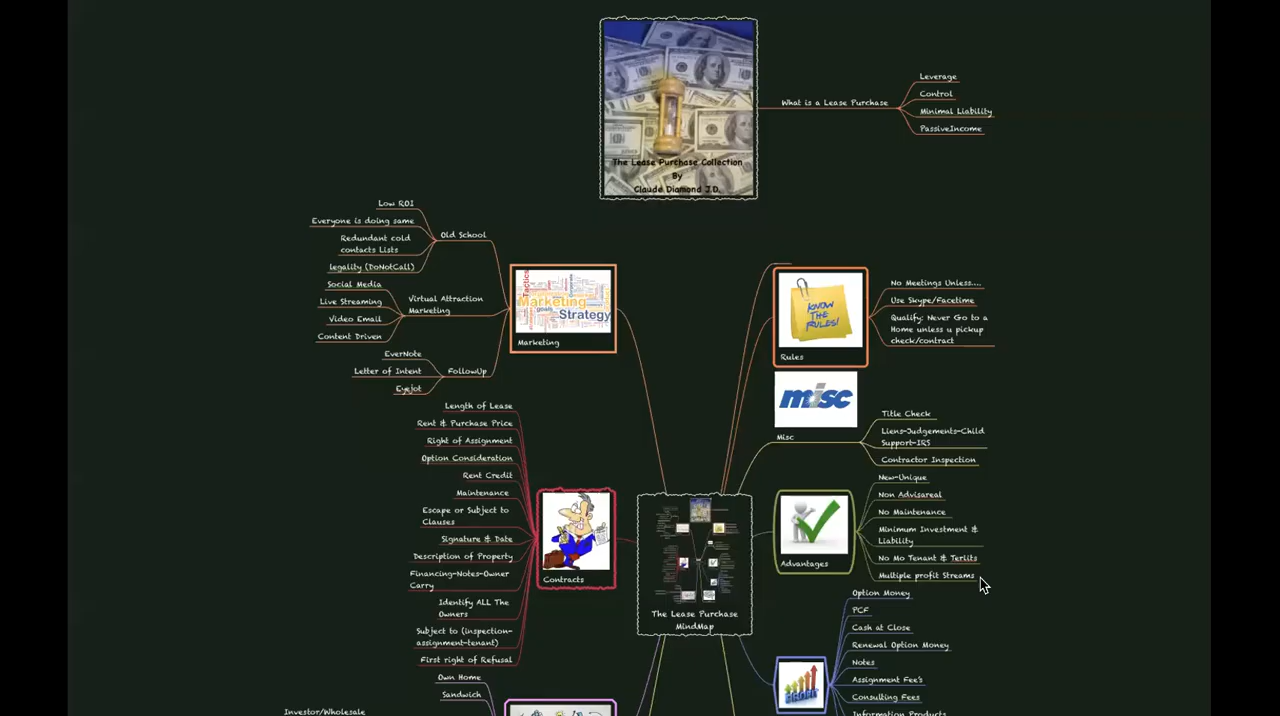 The Lease Purchase Collection
By
Claude Diamond J.D.
What is a Lease Purchase
Leverage
Control
Minimal Liability
PassiveIncome
Low ROI
Everyone is doing same
Redundant cold
contacts Lists
legality (DoNotCall)
Old School
Social Media
Live Streaming
Video Email
Content Driven
Virtual Attraction
Marketing
EverNote
Letter of Intent
Eyejot
FollowUp
Tactics
Corporate
Marketing
goals
Strategy
Marketing
KNOW
THE
RULES!
Rules
No Meetings Unless....
Use Skype/Facetime
Qualify: Never Go to a
Home unless u pickup
check/contract
misc
Misc
Title Check
Liens-Judgements-Child
Support-IRS
Contractor Inspection
Length of Lease
Rent & Purchase Price
Right of Assignment
Option Consideration
Rent Credit
Maintenance
Escape or Subject to
Clauses
Signature & Date
Description of Property
Financing-Notes-Owner
Carry
Identify ALL The
Owners
Subject to (inspection-
assignment-tenant)
First right of Refusal
Contracts
The Lease Purchase
MindMap
Advantages
New-Unique
Non Advisareal
No Maintenance
Minimum Investment &
Liability
No Mo Tenant & Terlits
Multiple profit Streams
Option Money
PCF
Cash at Close
Renewal Option Money
Notes
Assignment Fee's
Consulting Fees
Information Products
PROFIT
Own Home
Sandwich
Investor/Wholesale